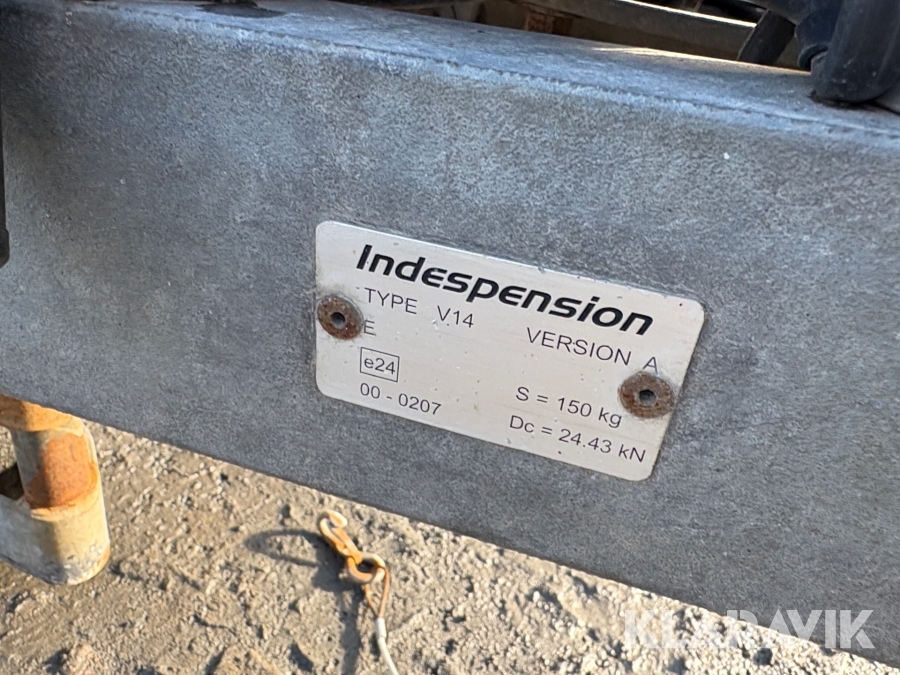 Indespension
TYPE V14 VERSION A
E
e24
00 - 0207
S = 150 kg
Dc = 24.43 kN
KLARAVIK